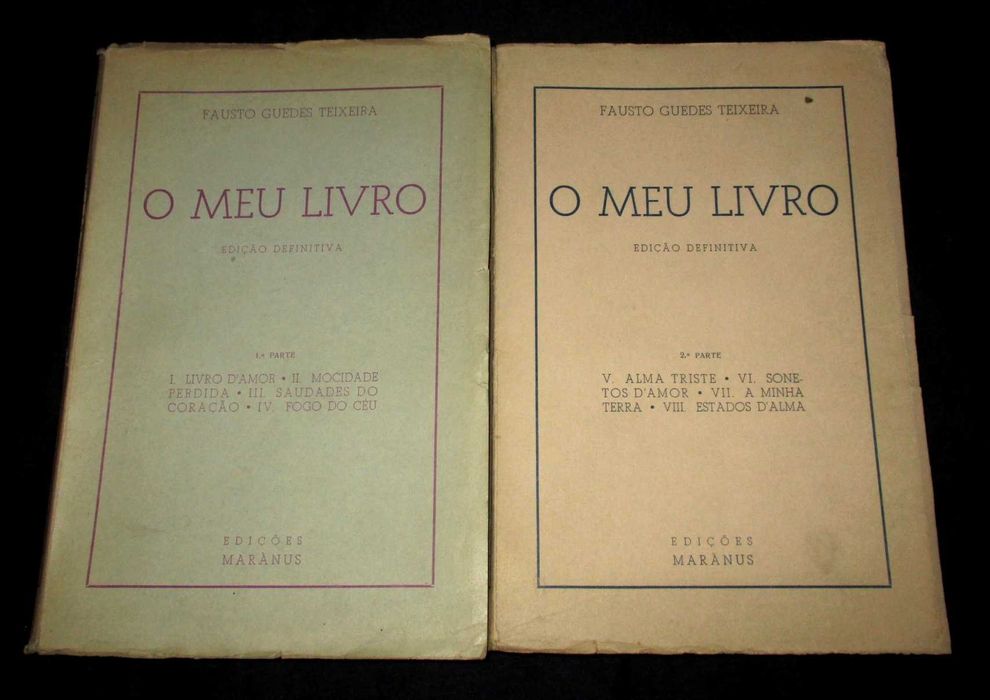 FAUSTO GUEDES TEIXEIRA
O MEU LIVRO
EDIÇÃO DEFINITIVA
1.ª PARTE
I. LIVRO D'AMOR • II. MOCIDADE
PERDIDA • III. SAUDADES DO
CORAÇÃO • IV. FOGO DO CÉU
EDIÇÕES
MARÂNUS
FAUSTO GUEDES TEIXEIRA
O MEU LIVRO
EDIÇÃO DEFINITIVA
2.ª PARTE
V. ALMA TRISTE • VI. SONE-
TOS D'AMOR • VII. A MINHA
TERRA • VIII. ESTADOS D'ALMA
EDIÇÕES
MARÂNUS